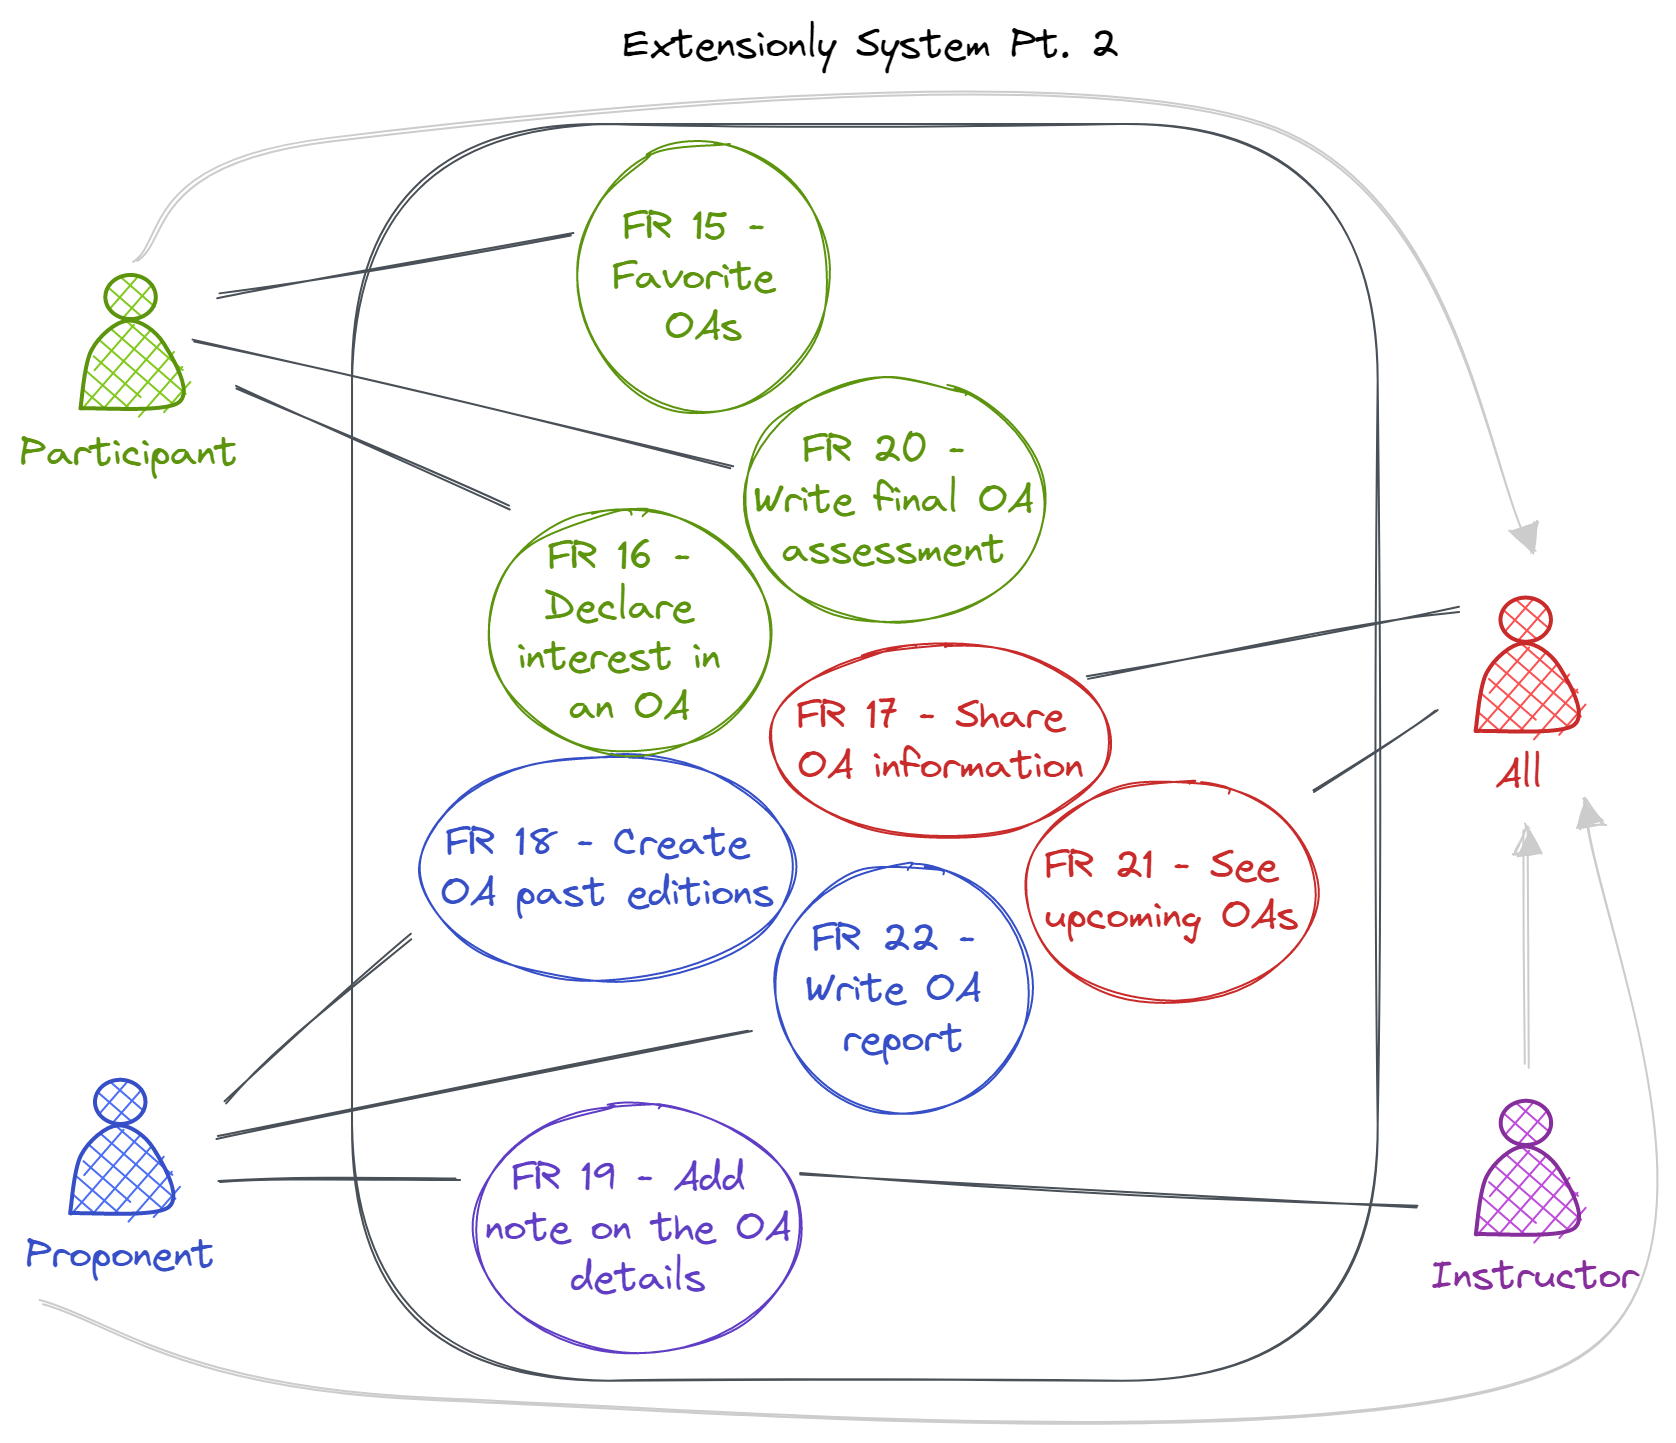 Extensionly System Pt. 2
FR 15 -
Favorite
OAs
Participant
FR 20 -
Write final OA
assessment
FR 16 -
Declare
interest in
an OA
FR 17 - Share
OA information
All
FR 18 - Create
OA past editions
FR 21 - See
upcoming OAs
FR 22 -
Write OA
report
FR 19 - Add
note on the OA
details
Proponent
Instructor